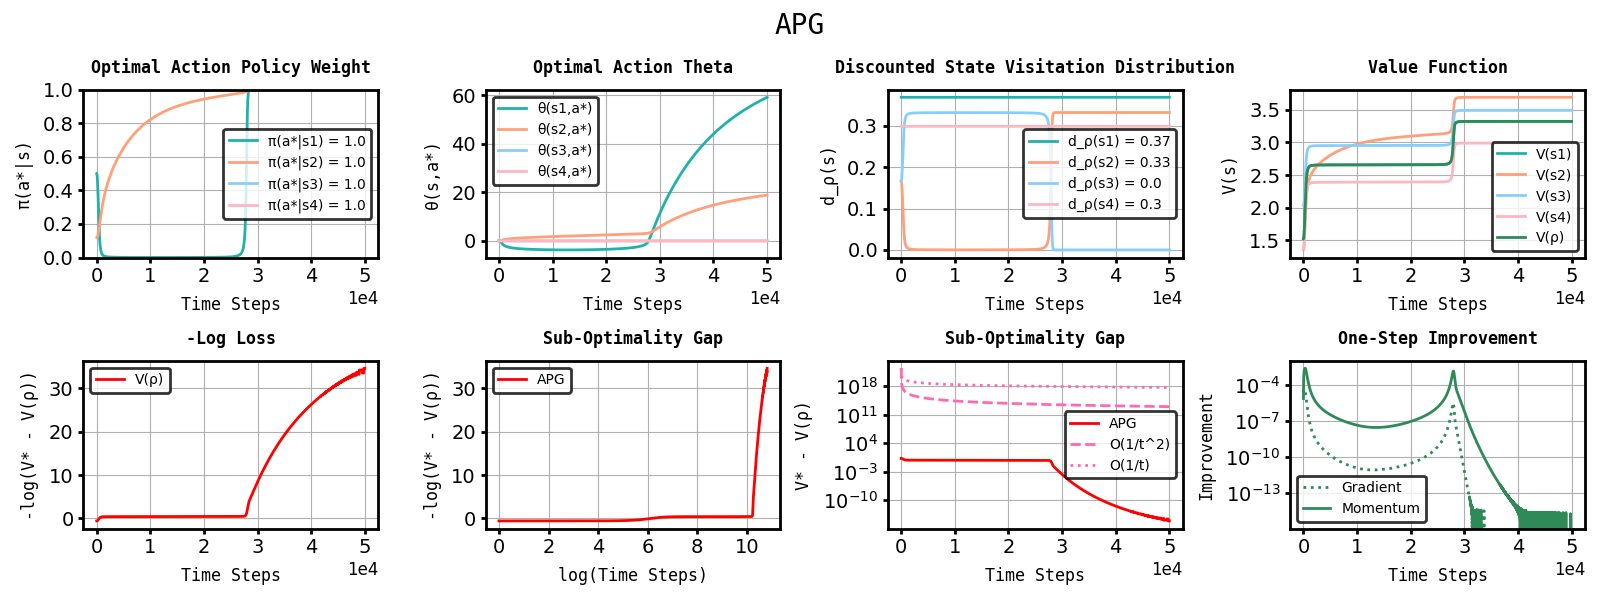 APG
Optimal Action Policy Weight
π(a*|s)
1.0
0.8
0.6
0.4
0.2
0.0
π(a*|s1) = 1.0
π(a*|s2) = 1.0
π(a*|s3) = 1.0
π(a*|s4) = 1.0
0 1 2 3 4 5
1e4
Time Steps
Optimal Action Theta
θ(s,a*)
60
40
20
0
θ(s1,a*)
θ(s2,a*)
θ(s3,a*)
θ(s4,a*)
0 1 2 3 4 5
1e4
Time Steps
Discounted State Visitation Distribution
d_ρ(s)
0.3
0.2
0.1
0.0
d_ρ(s1) = 0.37
d_ρ(s2) = 0.33
d_ρ(s3) = 0.0
d_ρ(s4) = 0.3
0 1 2 3 4 5
1e4
Time Steps
Value Function
V(s)
3.5
3.0
2.5
2.0
1.5
V(s1)
V(s2)
V(s3)
V(s4)
V(ρ)
0 1 2 3 4 5
1e4
Time Steps
-Log Loss
-log(V* - V(ρ))
30
20
10
0
V(ρ)
0 1 2 3 4 5
1e4
Time Steps
Sub-Optimality Gap
-log(V* - V(ρ))
30
20
10
0
APG
0 2 4 6 8 10
log(Time Steps)
Sub-Optimality Gap
V* - V(ρ)
10^18
10^11
10^4
10^−3
10^−10
APG
O(1/t^2)
O(1/t)
0 1 2 3 4 5
1e4
Time Steps
One-Step Improvement
Improvement
10^−4
10^−7
10^−10
10^−13
Gradient
Momentum
0 1 2 3 4 5
1e4
Time Steps